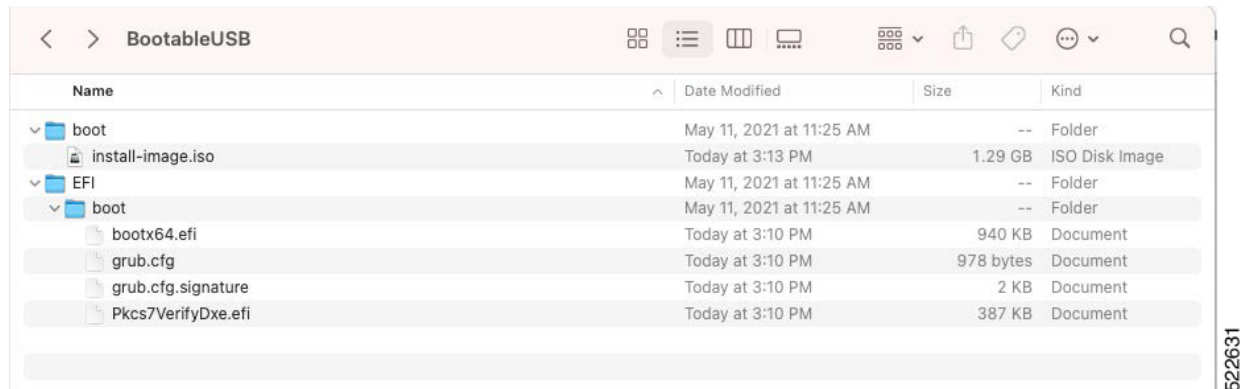 BootableUSB
Name Date Modified Size Kind
boot May 11, 2021 at 11:25 AM -- Folder
install-image.iso Today at 3:13 PM 1.29 GB ISO Disk Image
EFI May 11, 2021 at 11:25 AM -- Folder
boot May 11, 2021 at 11:25 AM -- Folder
bootx64.efi Today at 3:10 PM 940 KB Document
grub.cfg Today at 3:10 PM 978 bytes Document
grub.cfg.signature Today at 3:10 PM 2 KB Document
Pkcs7VerifyDxe.efi Today at 3:10 PM 387 KB Document
522631